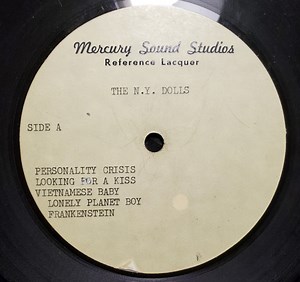 Mercury Sound Studios
Reference Lacquer
THE N.Y. DOLLS
SIDE A
PERSONALITY CRISIS
LOOKING FOR A KISS
VIETNAMESE BABY
LONELY PLANET BOY
FRANKENSTEIN